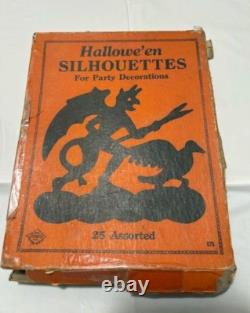 Hallowe'en
SILHOUETTES
For Party Decorations
25 Assorted